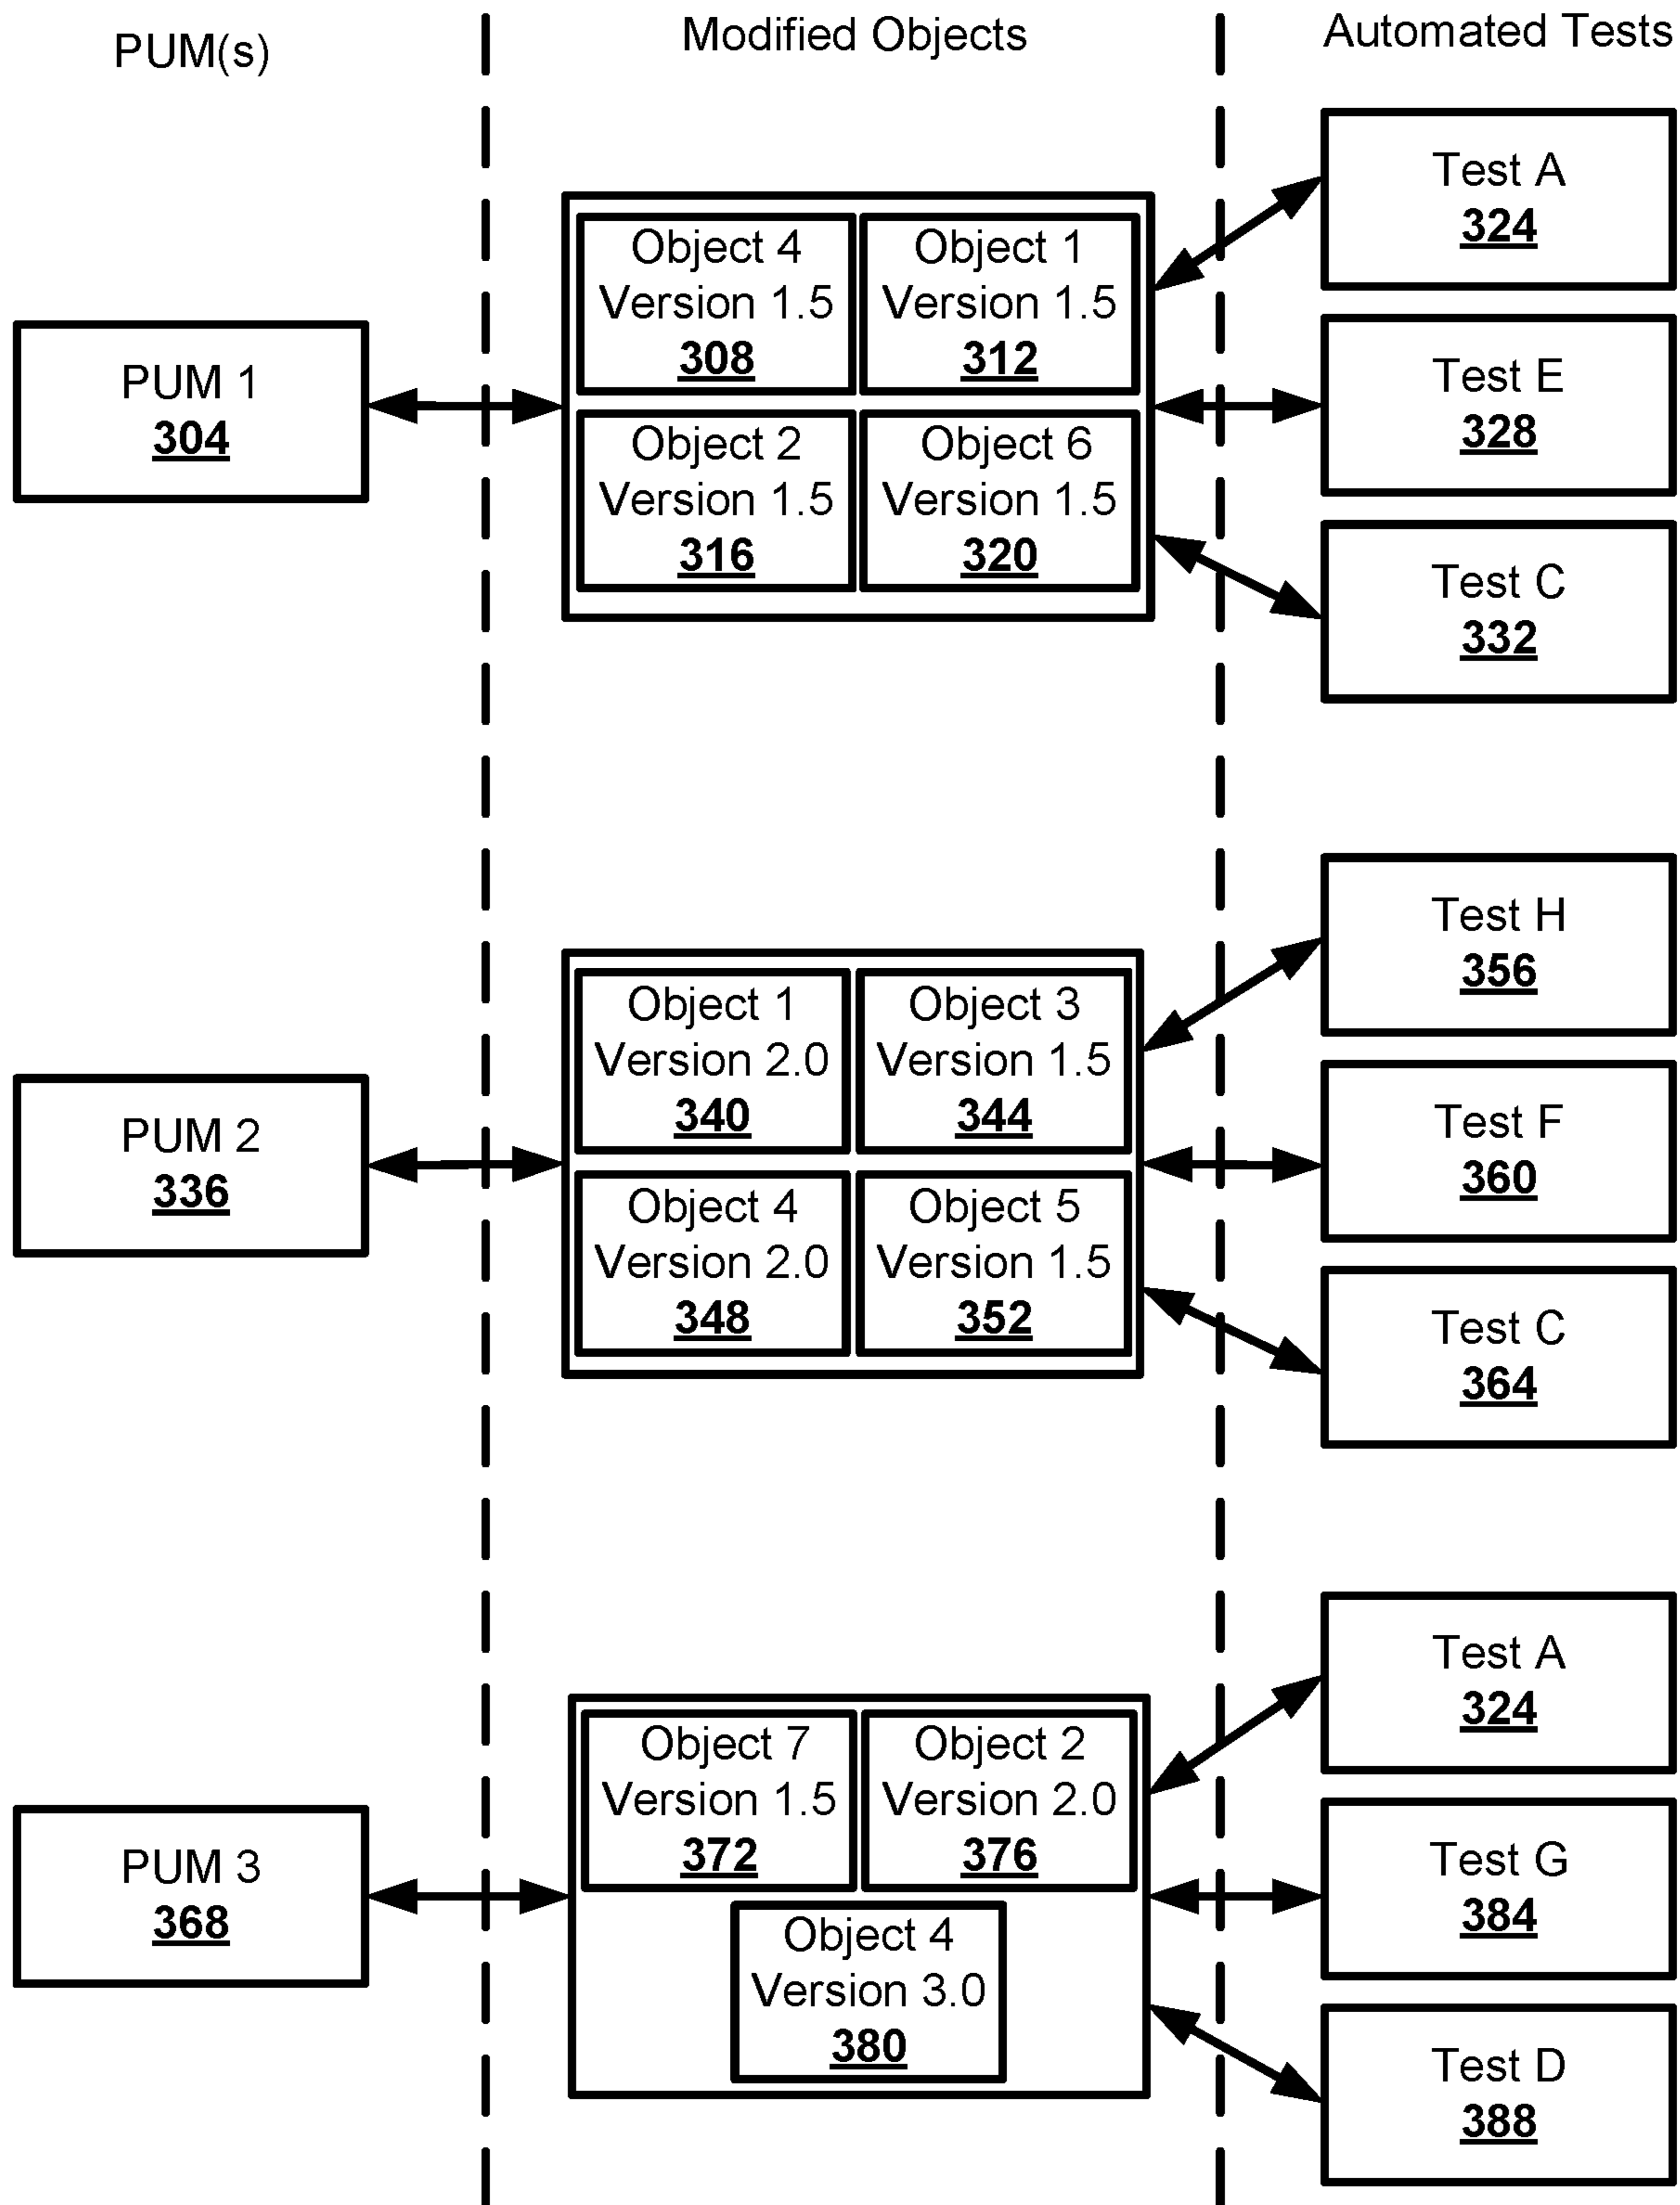 PUM(s)
Modified Objects
Automated Tests
PUM 1
304
Object 4
Version 1.5
308
Object 1
Version 1.5
312
Object 2
Version 1.5
316
Object 6
Version 1.5
320
Test A
324
Test E
328
Test C
332
PUM 2
336
Object 1
Version 2.0
340
Object 3
Version 1.5
344
Object 4
Version 2.0
348
Object 5
Version 1.5
352
Test H
356
Test F
360
Test C
364
PUM 3
368
Object 7
Version 1.5
372
Object 2
Version 2.0
376
Object 4
Version 3.0
380
Test A
324
Test G
384
Test D
388